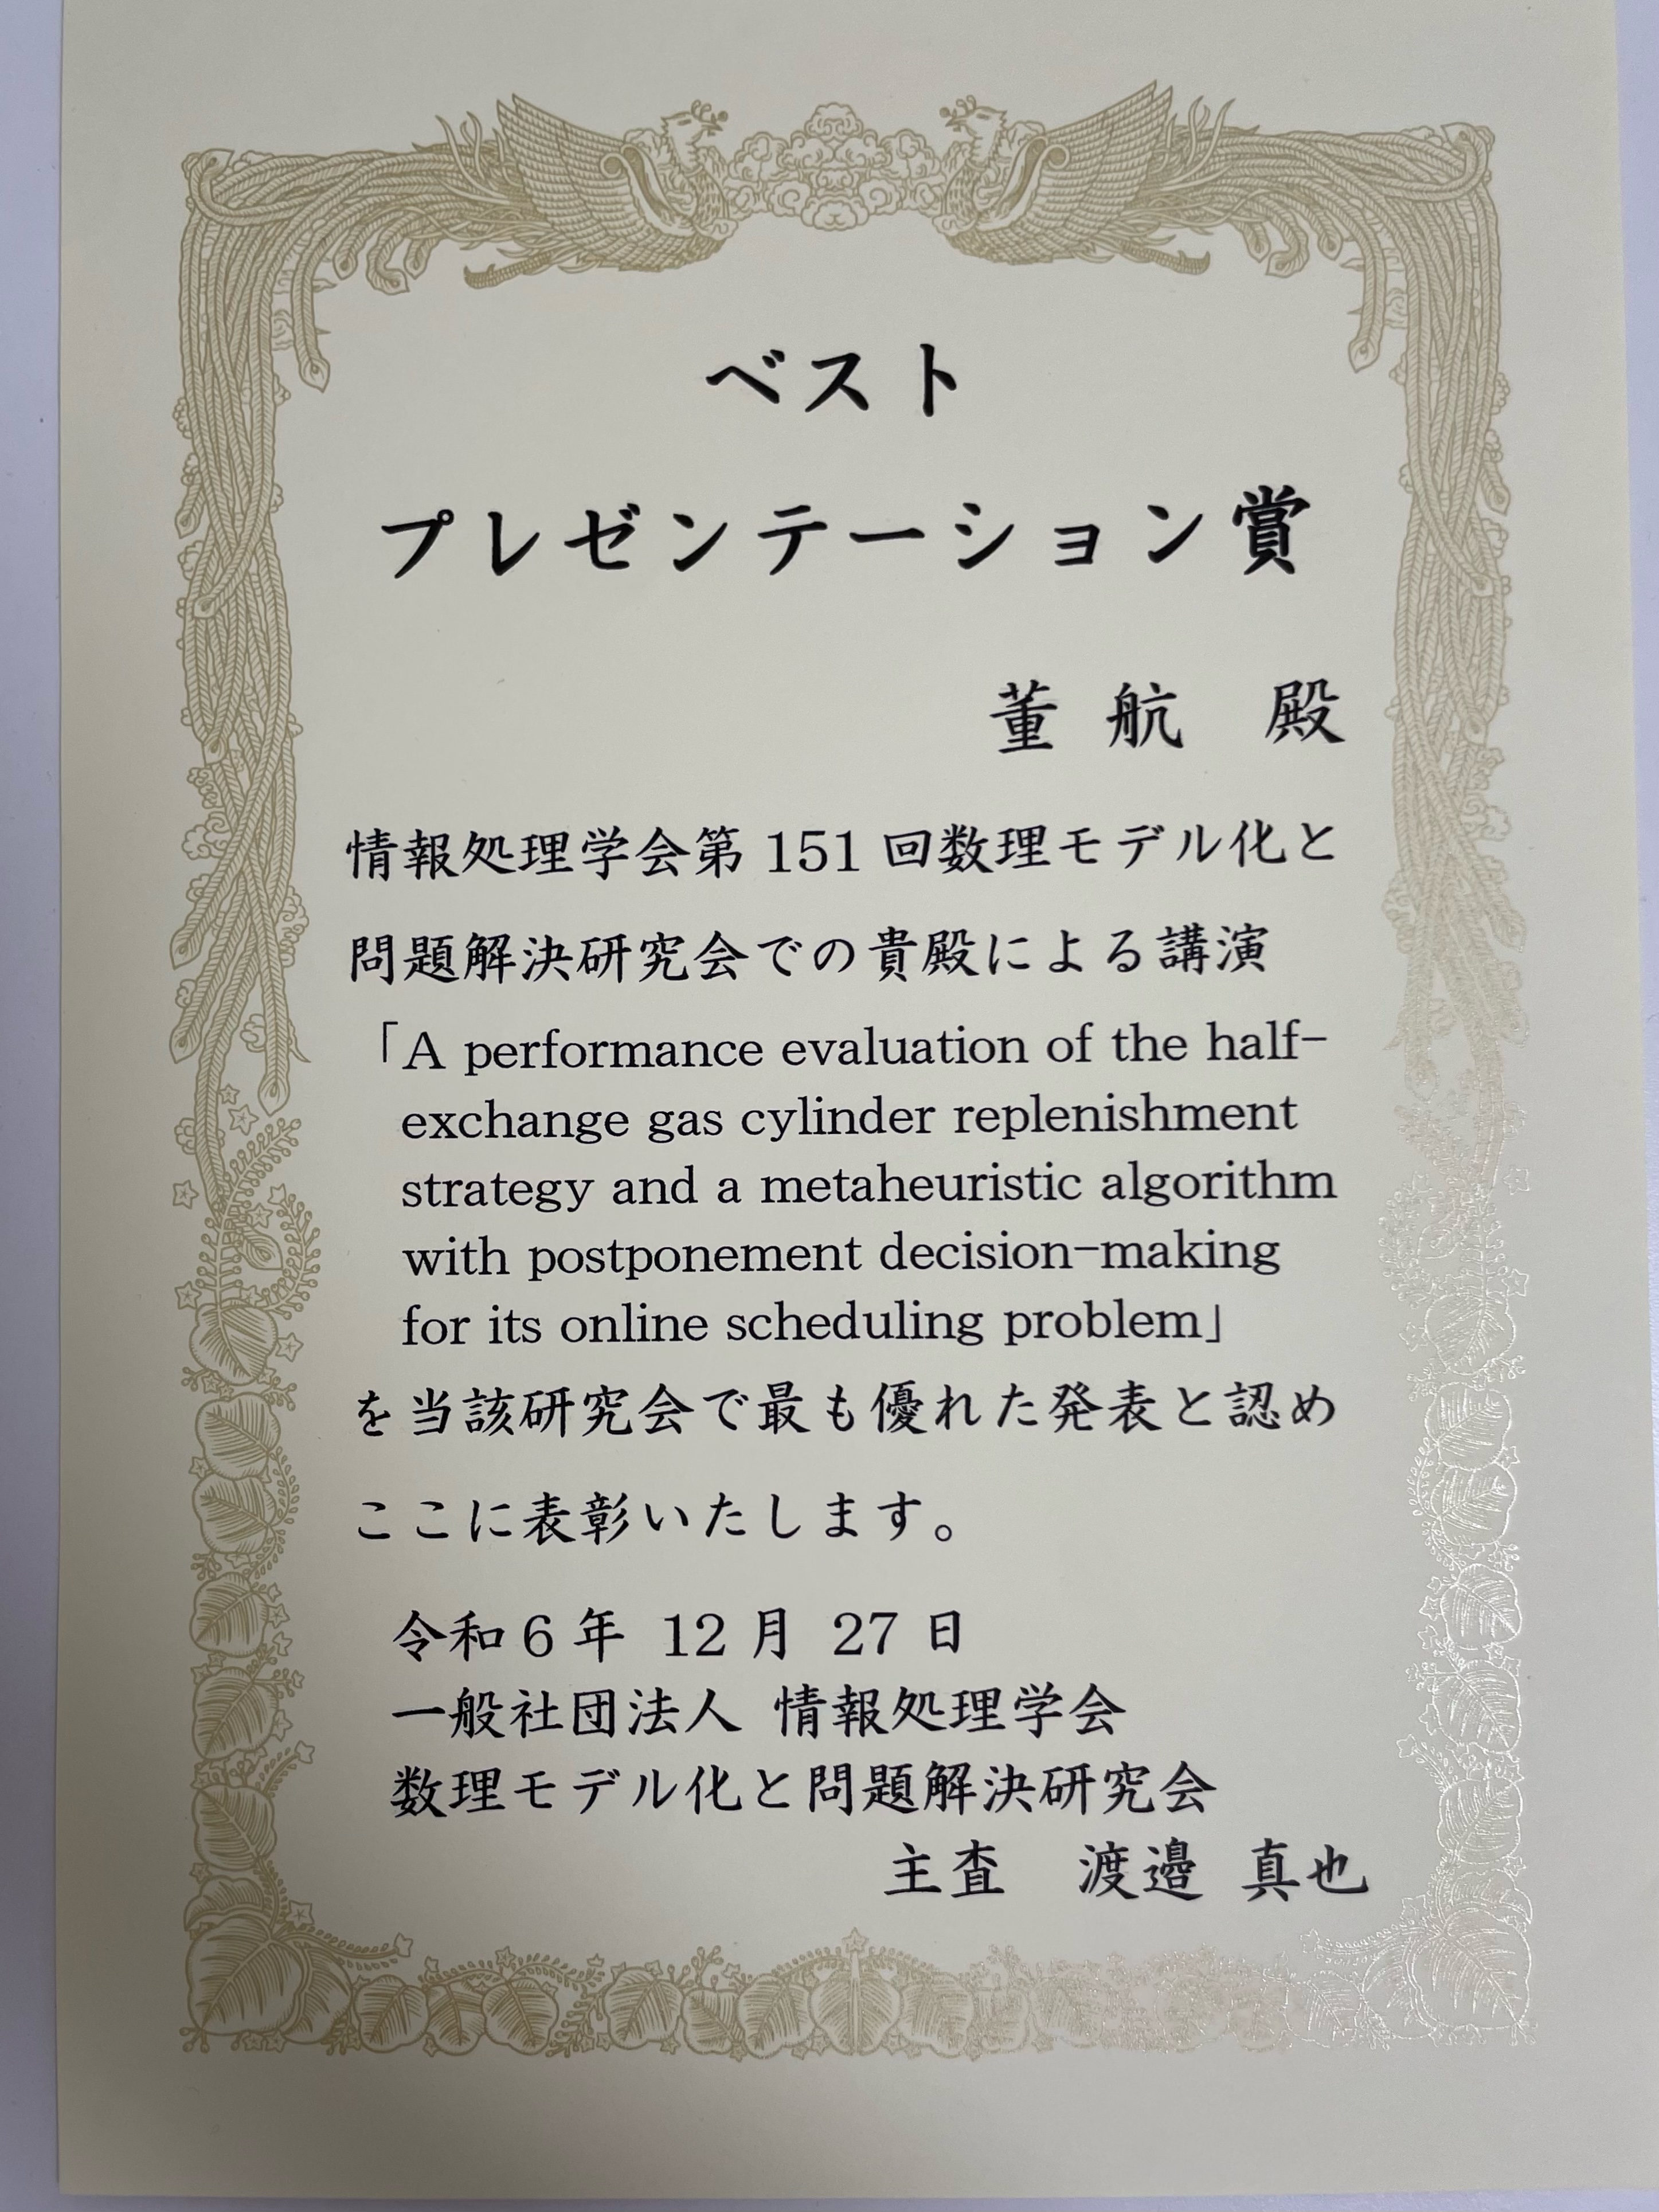 ベスト
プレゼンテーション賞
董 航 殿
情報処理学会第 151 回数理モデル化と
問題解決研究会での貴殿による講演
「A performance evaluation of the half-
exchange gas cylinder replenishment
strategy and a metaheuristic algorithm
with postponement decision-making
for its online scheduling problem」
を当該研究会で最も優れた発表と認め
ここに表彰いたします。
令和 6 年 12 月 27 日
一般社団法人 情報処理学会
数理モデル化と問題解決研究会
主査 渡邉 真也